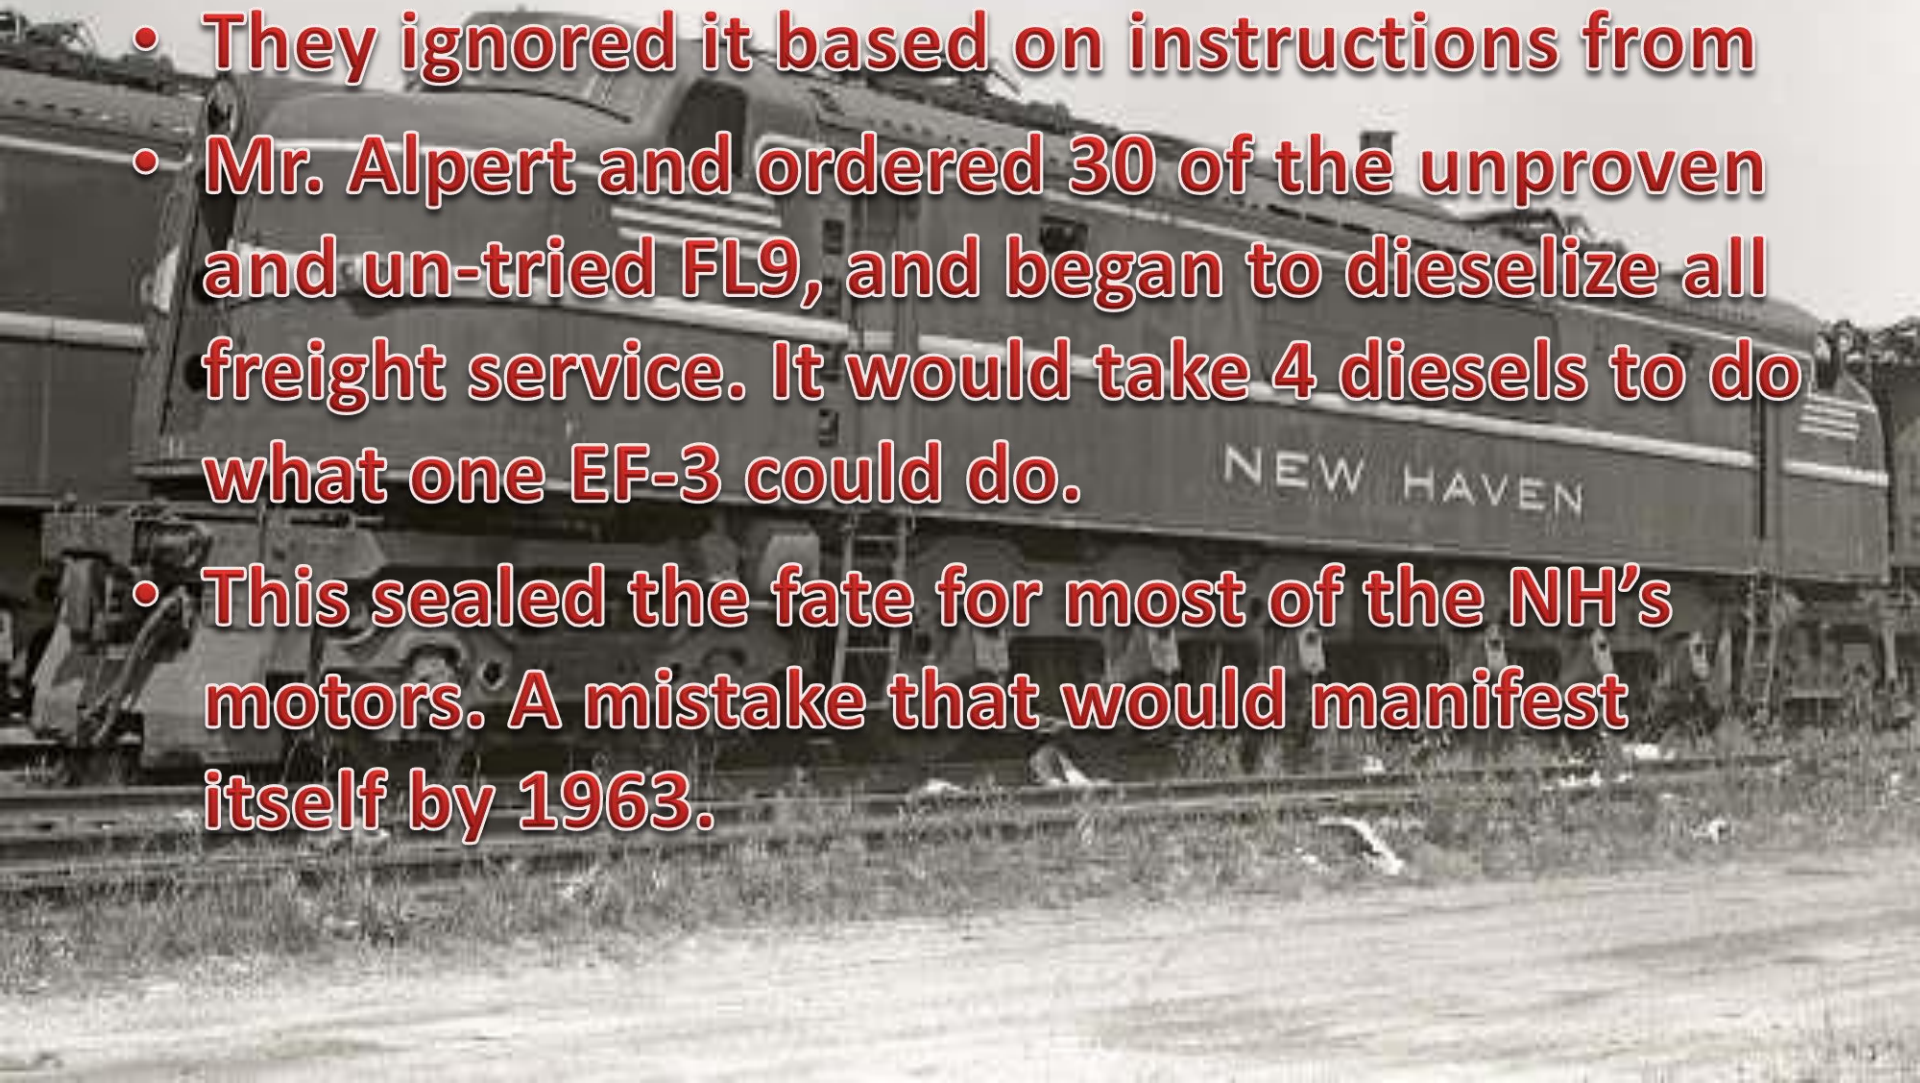 • They ignored it based on instructions from
• Mr. Alpert and ordered 30 of the unproven
and un-tried FL9, and began to dieselize all
freight service. It would take 4 diesels to do
what one EF-3 could do.
NEW HAVEN
• This sealed the fate for most of the NH’s
motors. A mistake that would manifest
itself by 1963.